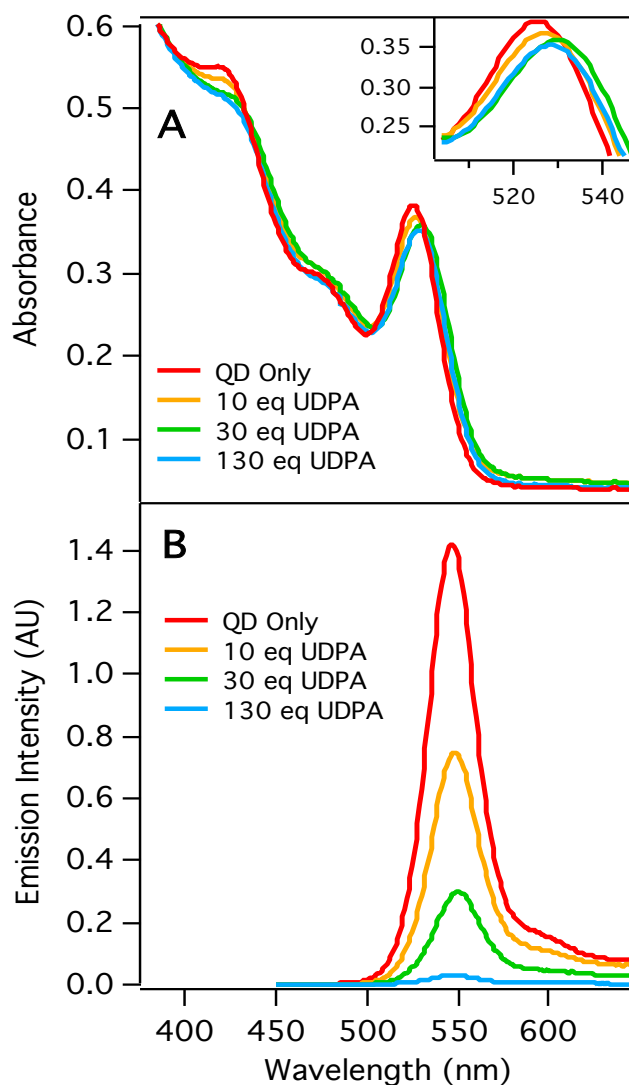 0.6
0.5
0.4
0.3
0.2
0.1
Absorbance
A
0.35
0.30
0.25
520
540
QD Only
10 eq UDPA
30 eq UDPA
130 eq UDPA
B
1.4
1.2
1.0
0.8
0.6
0.4
0.2
0.0
Emission Intensity (AU)
QD Only
10 eq UDPA
30 eq UDPA
130 eq UDPA
400
450
500
550
600
Wavelength (nm)